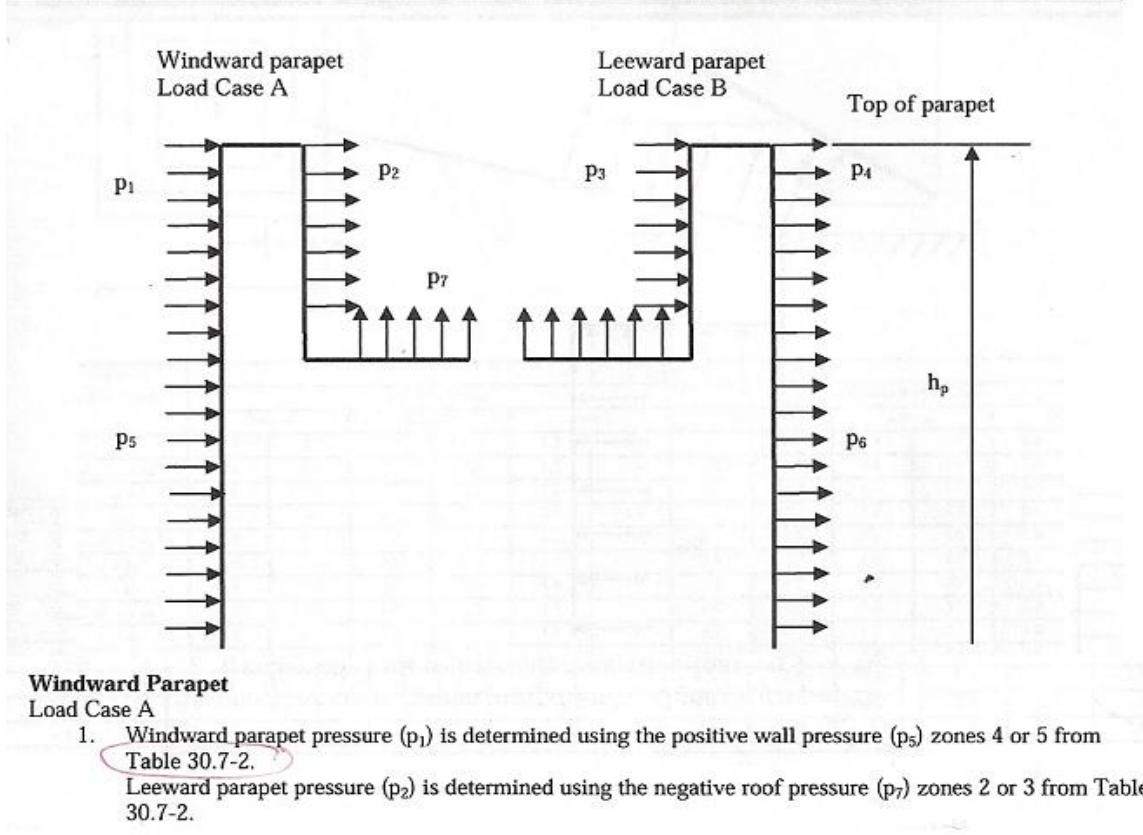 Windward parapet
Load Case A
Leeward parapet
Load Case B
Top of parapet
p₁
p₂
p₃
p₄
p₇
hₚ
p₅
p₆
Windward Parapet
Load Case A
1. Windward parapet pressure (p₁) is determined using the positive wall pressure (p₅) zones 4 or 5 from
Table 30.7-2.
Leeward parapet pressure (p₂) is determined using the negative roof pressure (p₇) zones 2 or 3 from Table
30.7-2.